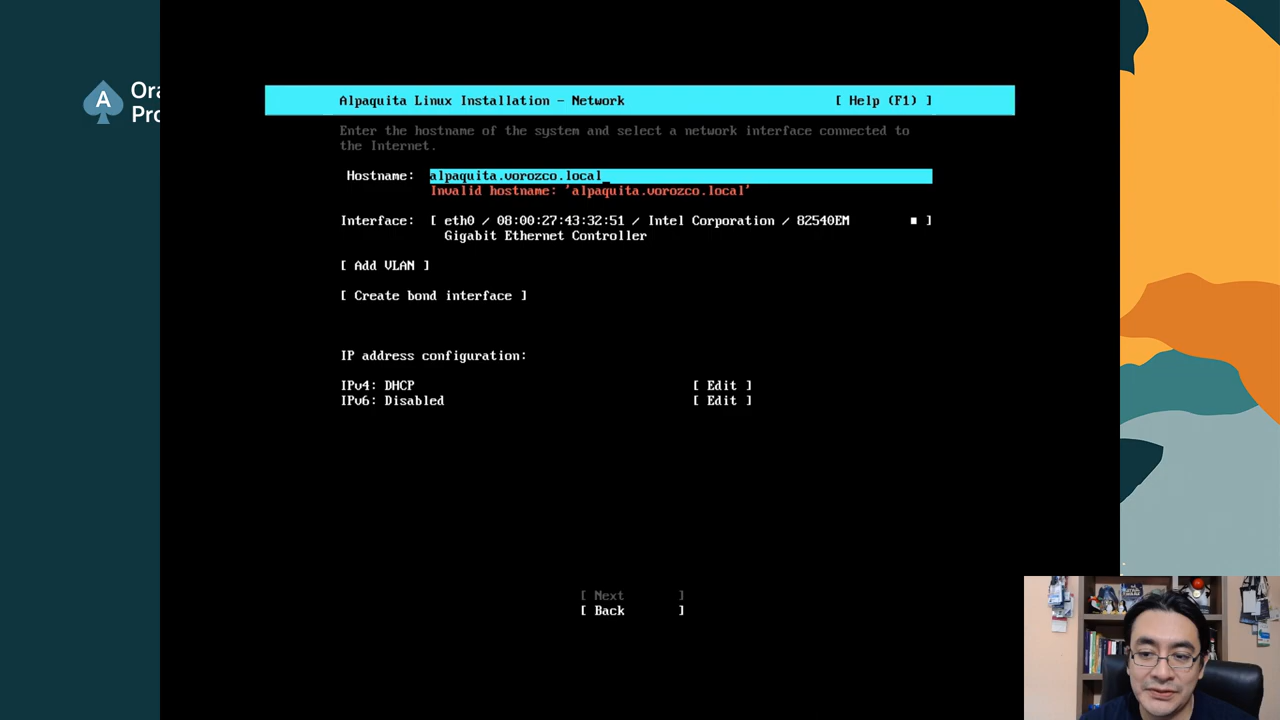 A
Ora
Pro
Alpaquita Linux Installation - Network [ Help (F1) ]
Enter the hostname of the system and select a network interface connected to
the Internet.
Hostname: alpaquita.vorozco.local_
Invalid hostname: 'alpaquita.vorozco.local'
Interface: [ eth0 / 08:00:27:43:32:51 / Intel Corporation / 82540EM ■ ]
Gigabit Ethernet Controller
[ Add VLAN ]
[ Create bond interface ]
IP address configuration:
IPv4: DHCP [ Edit ]
IPv6: Disabled [ Edit ]
[ Next ]
[ Back ]